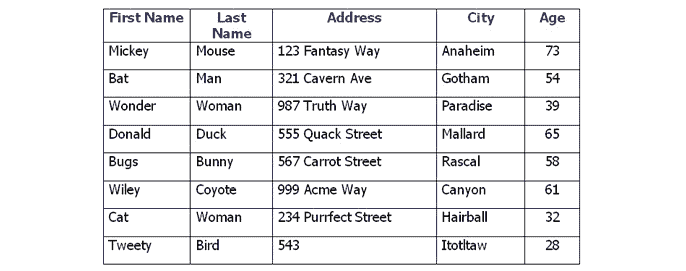 First Name Last Name Address City Age
Mickey Mouse 123 Fantasy Way Anaheim 73
Bat Man 321 Cavern Ave Gotham 54
Wonder Woman 987 Truth Way Paradise 39
Donald Duck 555 Quack Street Mallard 65
Bugs Bunny 567 Carrot Street Rascal 58
Wiley Coyote 999 Acme Way Canyon 61
Cat Woman 234 Purrfect Street Hairball 32
Tweety Bird 543 Itotltaw 28